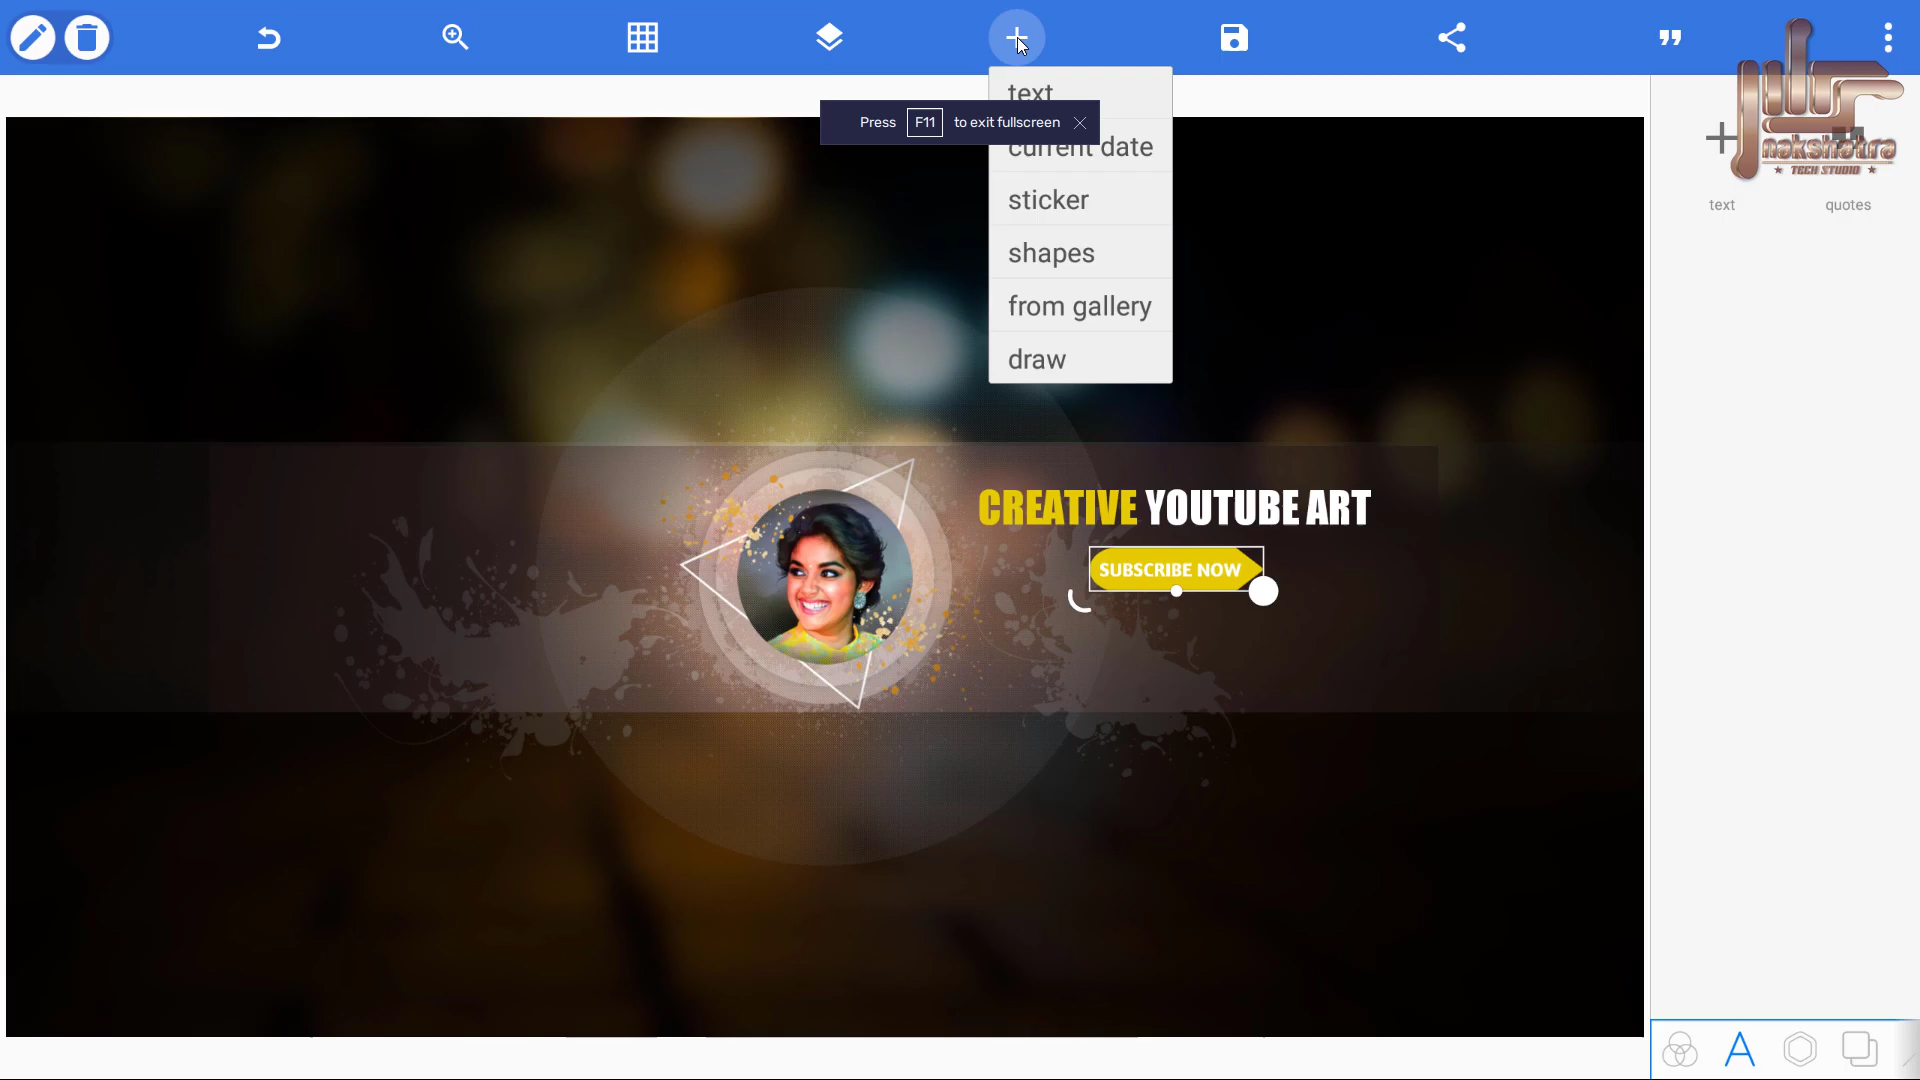 text
Press F11 to exit fullscreen
current date
sticker
shapes
from gallery
draw
nakshatra
★ TECH STUDIO ★
text
quotes
CREATIVE YOUTUBE ART
SUBSCRIBE NOW